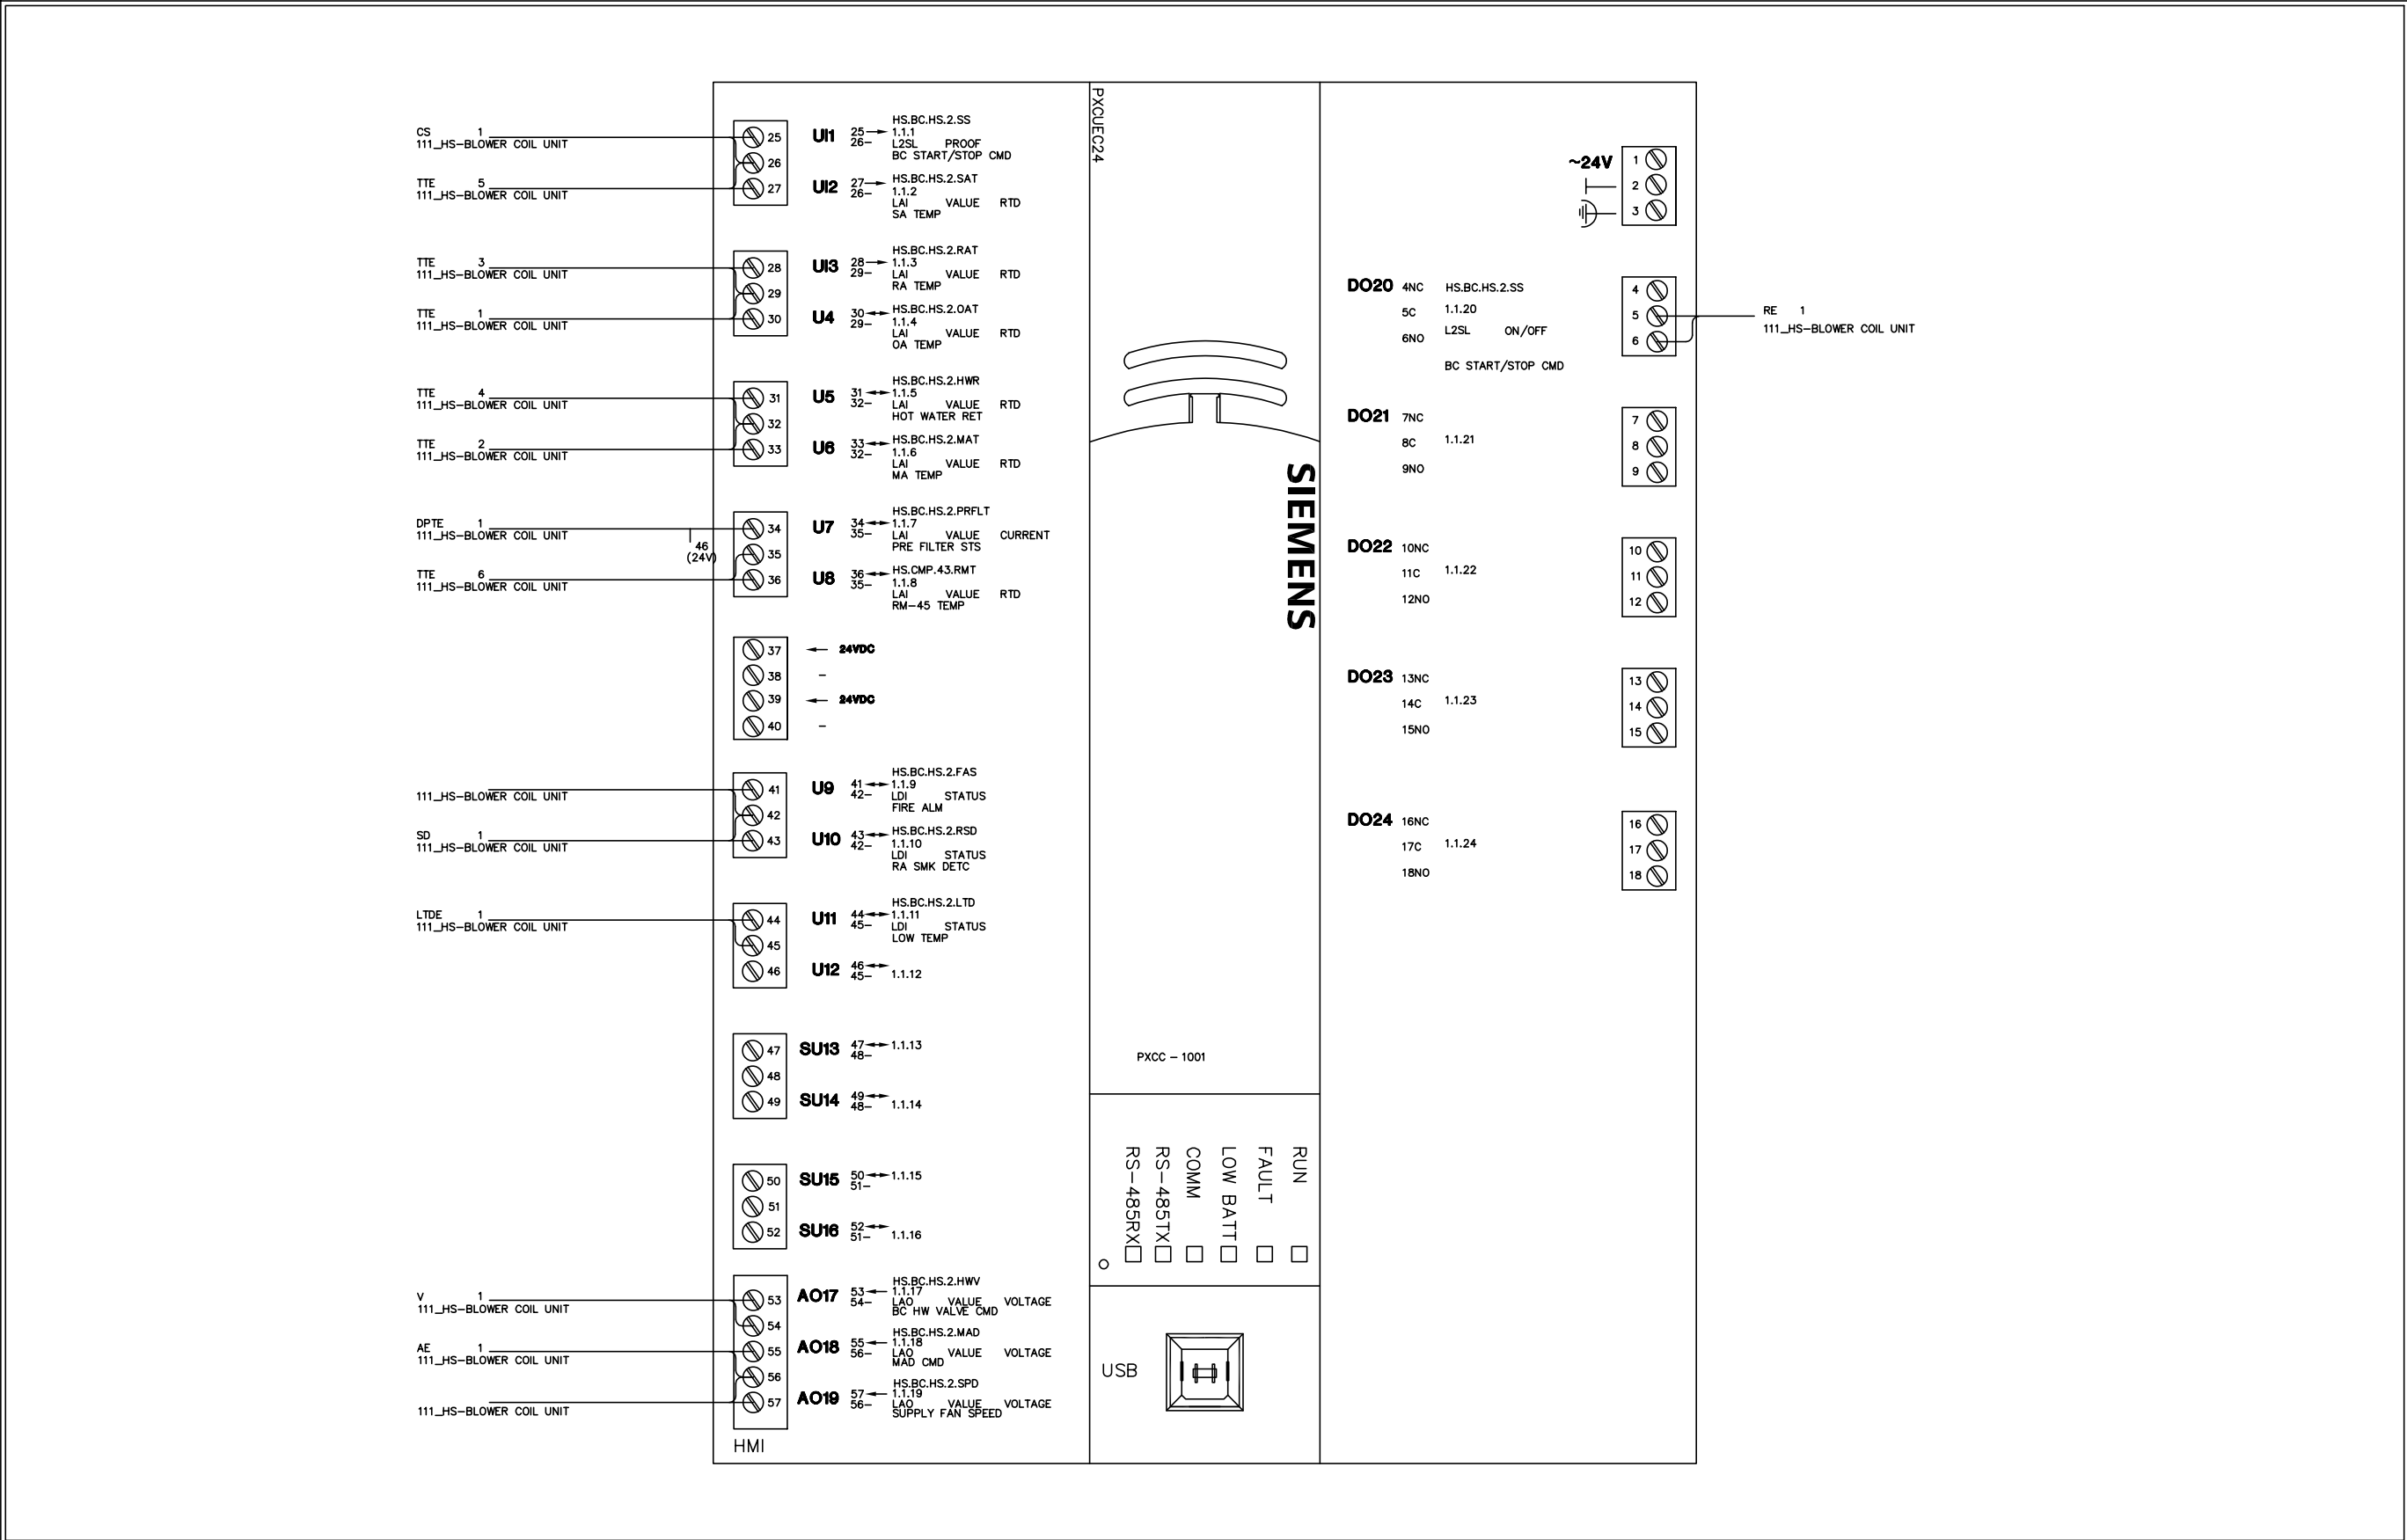 CS 1
111_HS-BLOWER COIL UNIT
TTE 5
111_HS-BLOWER COIL UNIT
TTE 3
111_HS-BLOWER COIL UNIT
TTE 1
111_HS-BLOWER COIL UNIT
TTE 4
111_HS-BLOWER COIL UNIT
TTE 2
111_HS-BLOWER COIL UNIT
DPTE 1
111_HS-BLOWER COIL UNIT
46
(24V)
TTE 6
111_HS-BLOWER COIL UNIT
111_HS-BLOWER COIL UNIT
SD 1
111_HS-BLOWER COIL UNIT
LTDE 1
111_HS-BLOWER COIL UNIT
V 1
111_HS-BLOWER COIL UNIT
AE 1
111_HS-BLOWER COIL UNIT
111_HS-BLOWER COIL UNIT
25
26
27
28
29
30
31
32
33
34
35
36
37
38
39
40
41
42
43
44
45
46
47
48
49
50
51
52
53
54
55
56
57
HMI
HS.BC.HS.2.SS
UI1 25 1.1.1
26- L2SL PROOF
BC START/STOP CMD
HS.BC.HS.2.SAT
UI2 27
26- 1.1.2
LAI VALUE RTD
SA TEMP
HS.BC.HS.2.RAT
UI3 28 1.1.3
29- LAI VALUE RTD
RA TEMP
HS.BC.HS.2.OAT
U4 30
29- 1.1.4
LAI VALUE RTD
OA TEMP
HS.BC.HS.2.HWR
U5 31 1.1.5
32- LAI VALUE RTD
HOT WATER RET
HS.BC.HS.2.MAT
U6 33
32- 1.1.6
LAI VALUE RTD
MA TEMP
HS.BC.HS.2.PRFLT
U7 34 1.1.7
35- LAI VALUE CURRENT
PRE FILTER STS
HS.CMP.43.RMT
U8 36
35- 1.1.8
LAI VALUE RTD
RM-45 TEMP
24VDC
-
24VDC
-
HS.BC.HS.2.FAS
U9 41 1.1.9
42- LDI STATUS
FIRE ALM
HS.BC.HS.2.RSD
U10 43
42- 1.1.10
LDI STATUS
RA SMK DETC
HS.BC.HS.2.LTD
U11 44 1.1.11
45- LDI STATUS
LOW TEMP
U12 46
45- 1.1.12
SU13 47 1.1.13
48-
SU14 49
48- 1.1.14
SU15 50 1.1.15
51-
SU16 52
51- 1.1.16
HS.BC.HS.2.HWV
AO17 53 1.1.17
54- LAO VALUE VOLTAGE
BC HW VALVE CMD
HS.BC.HS.2.MAD
AO18 55 1.1.18
56- LAO VALUE VOLTAGE
MAD CMD
HS.BC.HS.2.SPD
AO19 57 1.1.19
56- LAO VALUE VOLTAGE
SUPPLY FAN SPEED
PXCUEC24
SIEMENS
PXCC - 1001
RS-485RX
RS-485TX
COMM
LOW BATT
FAULT
RUN
USB
~24V
1
2
3
DO20 4NC HS.BC.HS.2.SS
5C 1.1.20
L2SL ON/OFF
6NO
BC START/STOP CMD
4
5
6
RE 1
111_HS-BLOWER COIL UNIT
DO21 7NC
8C 1.1.21
9NO
7
8
9
DO22 10NC
11C 1.1.22
12NO
10
11
12
DO23 13NC
14C 1.1.23
15NO
13
14
15
DO24 16NC
17C 1.1.24
18NO
16
17
18